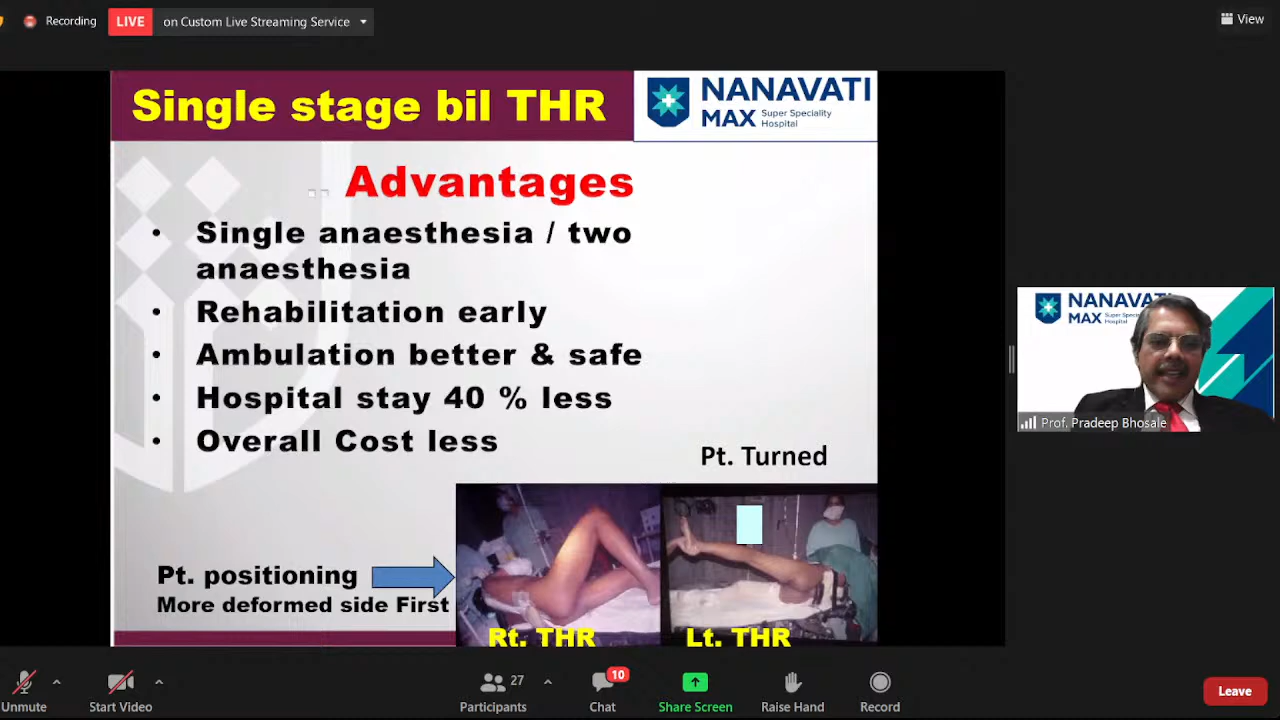 Recording
LIVE
on Custom Live Streaming Service
View
Single stage bil THR
NANAVATI
MAX Super Speciality
Hospital
Advantages
• Single anaesthesia / two
anaesthesia
• Rehabilitation early
• Ambulation better & safe
• Hospital stay 40 % less
• Overall Cost less
Pt. Turned
Pt. positioning
More deformed side First
Rt. THR
Lt. THR
NANAVATI
MAX Super Speciality
Hospital
Prof. Pradeep Bhosale
Unmute
Start Video
27
Participants
10
Chat
Share Screen
Raise Hand
Record
Leave